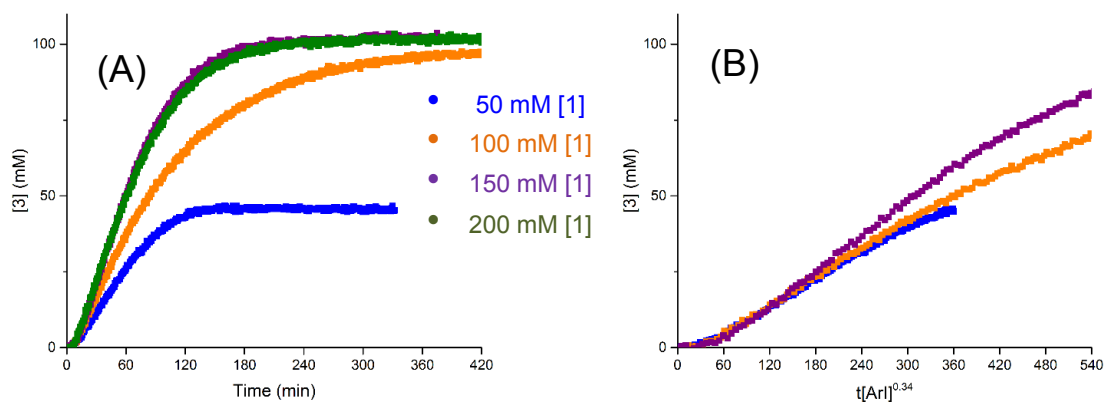 (A)
100
50
0
[3] (mM)
0 60 120 180 240 300 360 420
Time (min)
50 mM [1]
100 mM [1]
150 mM [1]
200 mM [1]
(B)
100
50
0
[3] (mM)
0 60 120 180 240 300 360 420 480 540
t[ArI]^0.34